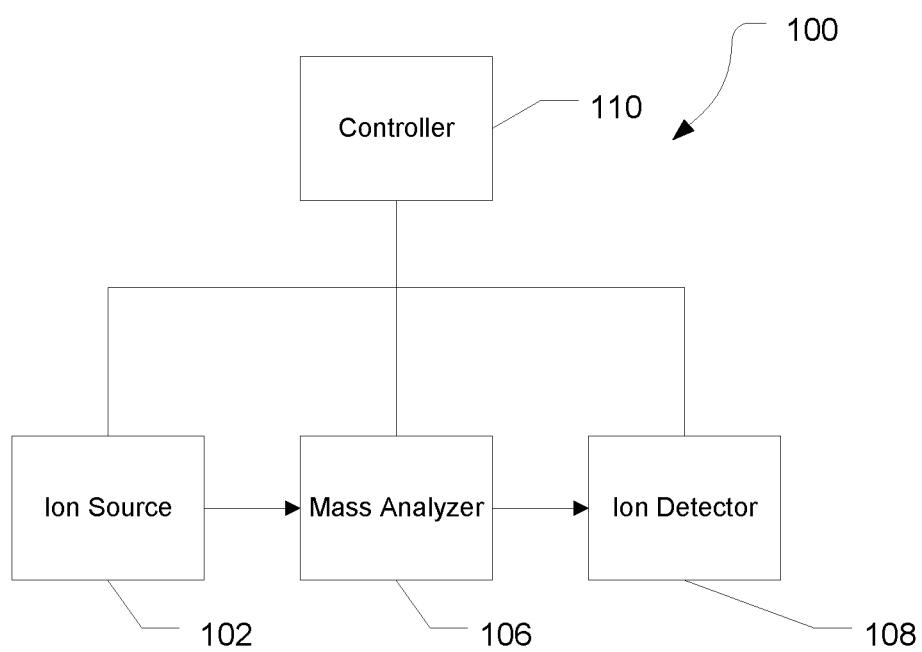 100
110
Controller
Ion Source
Mass Analyzer
Ion Detector
102
106
108